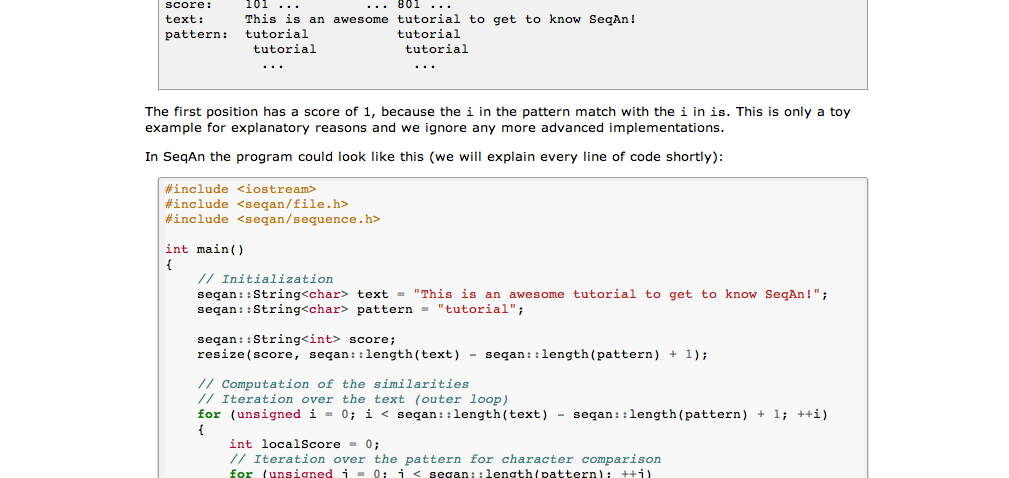 score:    101 ...        ... 801 ...
text:     This is an awesome tutorial to get to know SeqAn!
pattern:  tutorial           tutorial
           tutorial           tutorial
            ...                ...
The first position has a score of 1, because the i in the pattern match with the i in is. This is only a toy
example for explanatory reasons and we ignore any more advanced implementations.
In SeqAn the program could look like this (we will explain every line of code shortly):
#include <iostream>
#include <seqan/file.h>
#include <seqan/sequence.h>
int main()
{
    // Initialization
    seqan::String<char> text = "This is an awesome tutorial to get to know SeqAn!";
    seqan::String<char> pattern = "tutorial";
    seqan::String<int> score;
    resize(score, seqan::length(text) - seqan::length(pattern) + 1);
    // Computation of the similarities
    // Iteration over the text (outer loop)
    for (unsigned i = 0; i < seqan::length(text) - seqan::length(pattern) + 1; ++i)
    {
        int localScore = 0;
        // Iteration over the pattern for character comparison
        for (unsigned j = 0; j < seqan::length(pattern); ++j)